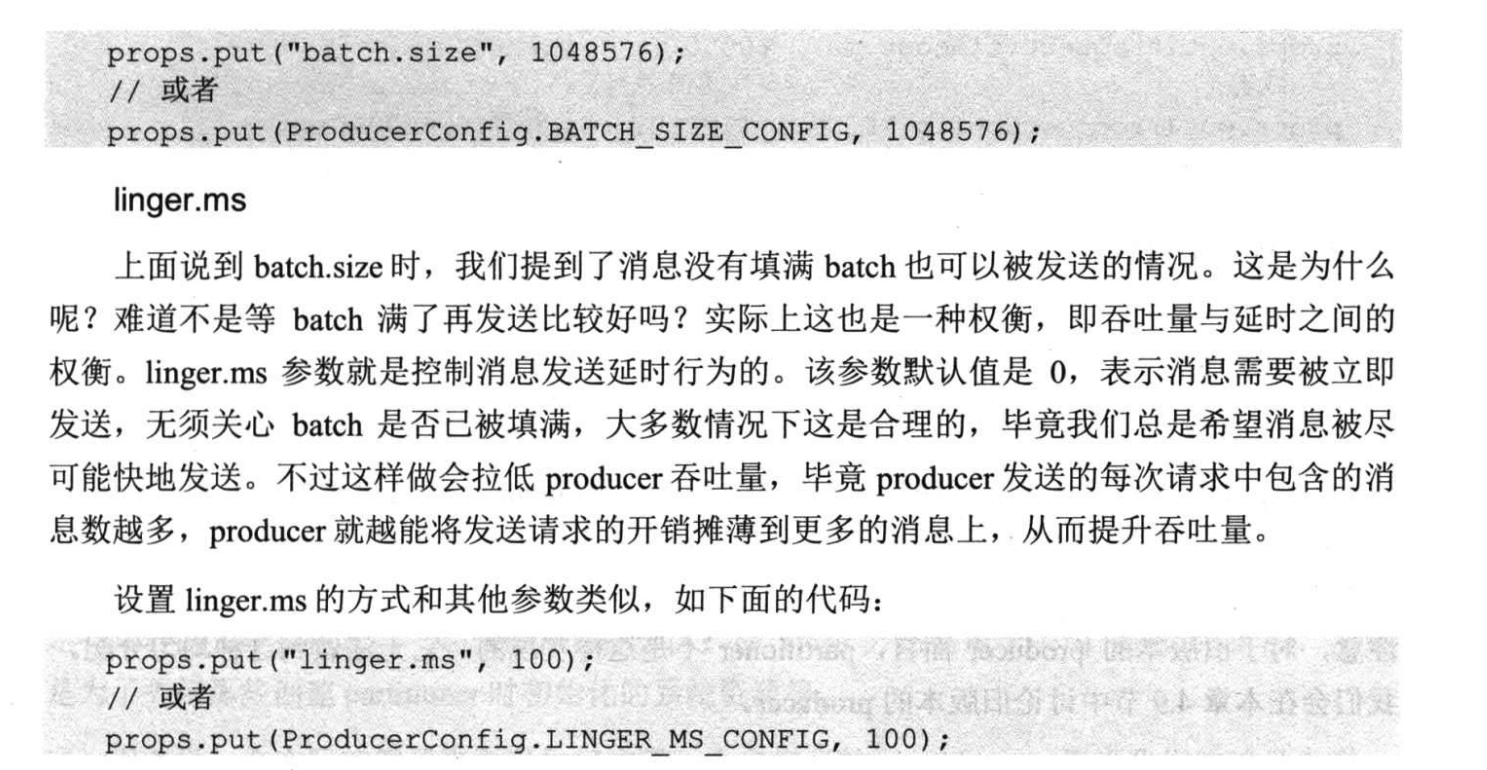 props.put("batch.size", 1048576);
// 或者
props.put(ProducerConfig.BATCH_SIZE_CONFIG, 1048576);
linger.ms
上面说到 batch.size 时，我们提到了消息没有填满 batch 也可以被发送的情况。这是为什么
呢？难道不是等 batch 满了再发送比较好吗？实际上这也是一种权衡，即吞吐量与延时之间的
权衡。linger.ms 参数就是控制消息发送延时行为的。该参数默认值是 0，表示消息需要被立即
发送，无须关心 batch 是否已被填满，大多数情况下这是合理的，毕竟我们总是希望消息被尽
可能快地发送。不过这样做会拉低 producer 吞吐量，毕竟 producer 发送的每次请求中包含的消
息数越多，producer 就越能将发送请求的开销摊薄到更多的消息上，从而提升吞吐量。
设置 linger.ms 的方式和其他参数类似，如下面的代码：
props.put("linger.ms", 100);
// 或者
props.put(ProducerConfig.LINGER_MS_CONFIG, 100);